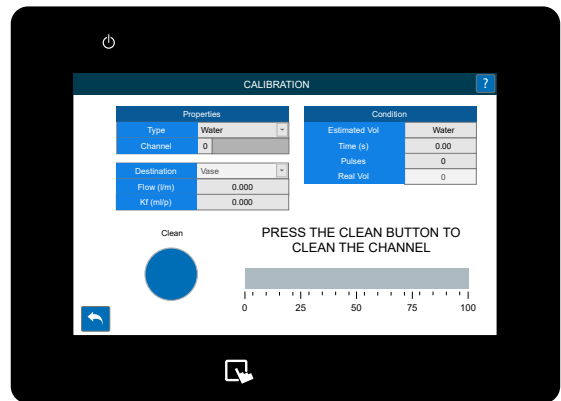 CALIBRATION
?
Properties
Type Water
Channel 0
Destination Vase
Flow (l/m) 0.000
Kf (ml/p) 0.000
Condition
Estimated Vol Water
Time (s) 0.00
Pulses 0
Real Vol 0
Clean
PRESS THE CLEAN BUTTON TO
CLEAN THE CHANNEL
0 25 50 75 100